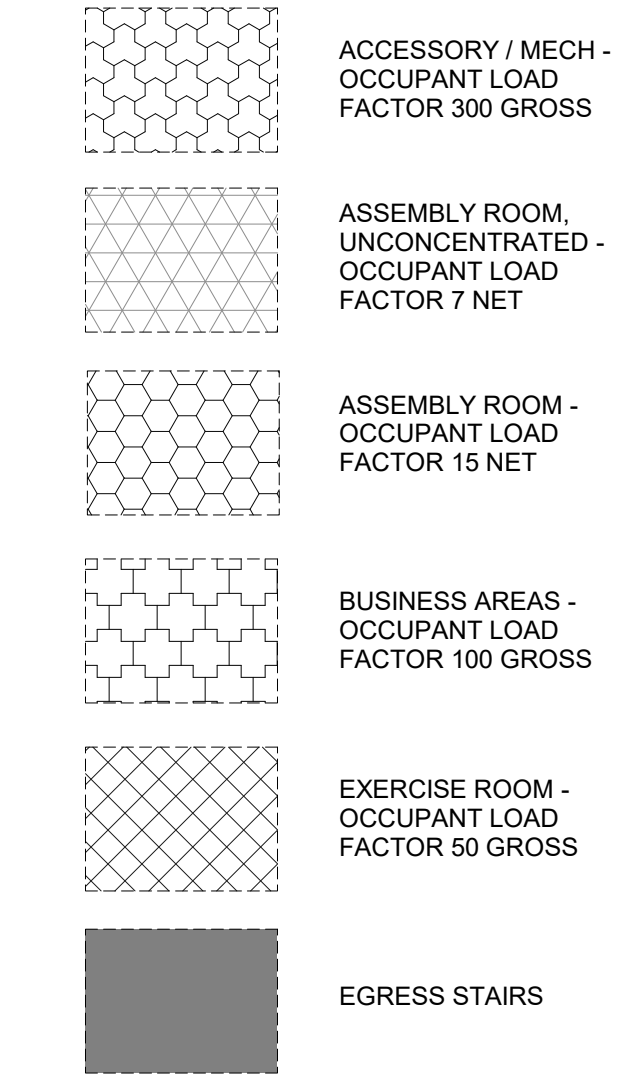 ACCESSORY / MECH -
OCCUPANT LOAD
FACTOR 300 GROSS
ASSEMBLY ROOM,
UNCONCENTRATED -
OCCUPANT LOAD
FACTOR 7 NET
ASSEMBLY ROOM -
OCCUPANT LOAD
FACTOR 15 NET
BUSINESS AREAS -
OCCUPANT LOAD
FACTOR 100 GROSS
EXERCISE ROOM -
OCCUPANT LOAD
FACTOR 50 GROSS
EGRESS STAIRS